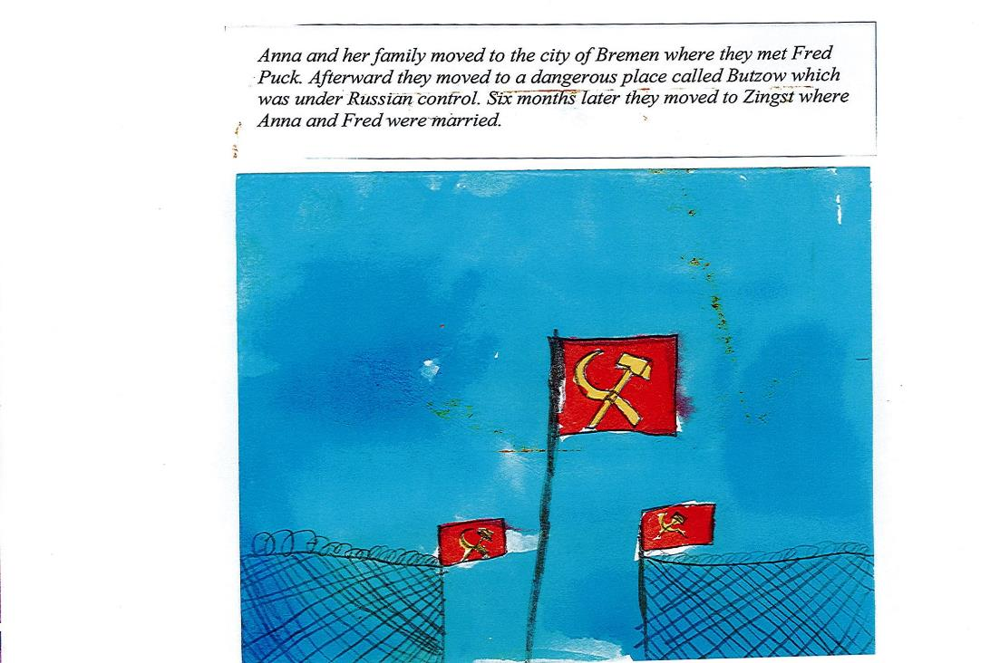 Anna and her family moved to the city of Bremen where they met Fred
Puck. Afterward they moved to a dangerous place called Butzow which
was under Russian control. Six months later they moved to Zingst where
Anna and Fred were married.